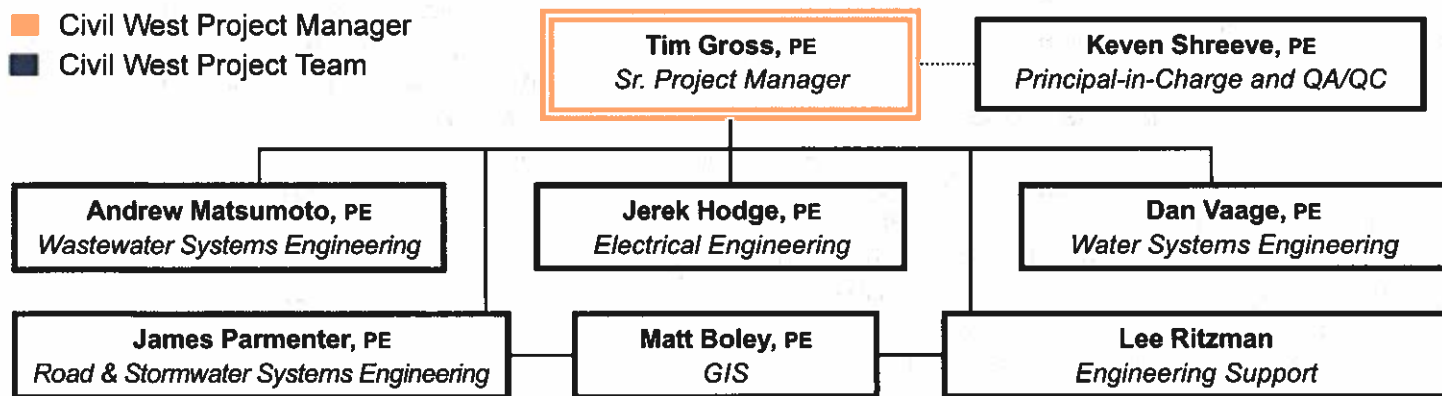 Civil West Project Manager
Civil West Project Team
Tim Gross, PE
Sr. Project Manager
Keven Shreeve, PE
Principal-in-Charge and QA/QC
Andrew Matsumoto, PE
Wastewater Systems Engineering
Jerek Hodge, PE
Electrical Engineering
Dan Vaage, PE
Water Systems Engineering
James Parmenter, PE
Road & Stormwater Systems Engineering
Matt Boley, PE
GIS
Lee Ritzman
Engineering Support